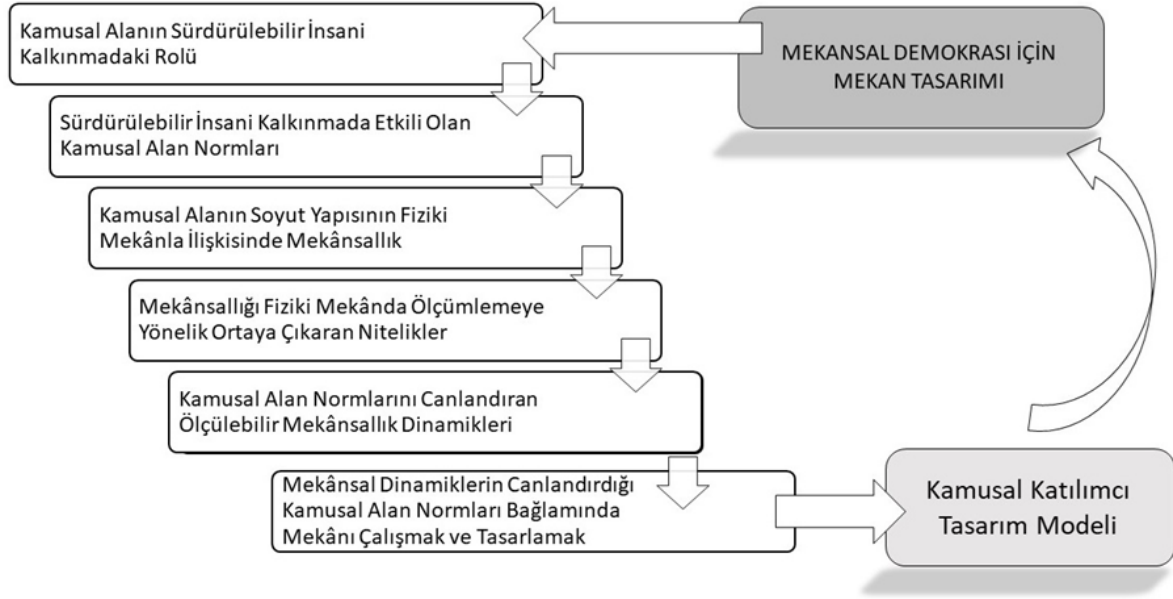 Kamusal Alanın Sürdürülebilir İnsani
Kalkınmadaki Rolü
MEKANSAL DEMOKRASI İÇİN
MEKAN TASARIMI
Sürdürülebilir İnsani Kalkınmada Etkili Olan
Kamusal Alan Normları
Kamusal Alanın Soyut Yapısının Fiziki
Mekânla İlişkisinde Mekânsallık
Mekânsallığı Fiziki Mekânda Ölçümlemeye
Yönelik Ortaya Çıkaran Nitelikler
Kamusal Alan Normlarını Canlandıran
Ölçülebilir Mekânsallık Dinamikleri
Mekânsal Dinamiklerin Canlandırdığı
Kamusal Alan Normları Bağlamında
Mekânı Çalışmak ve Tasarlamak
Kamusal Katılımcı
Tasarım Modeli